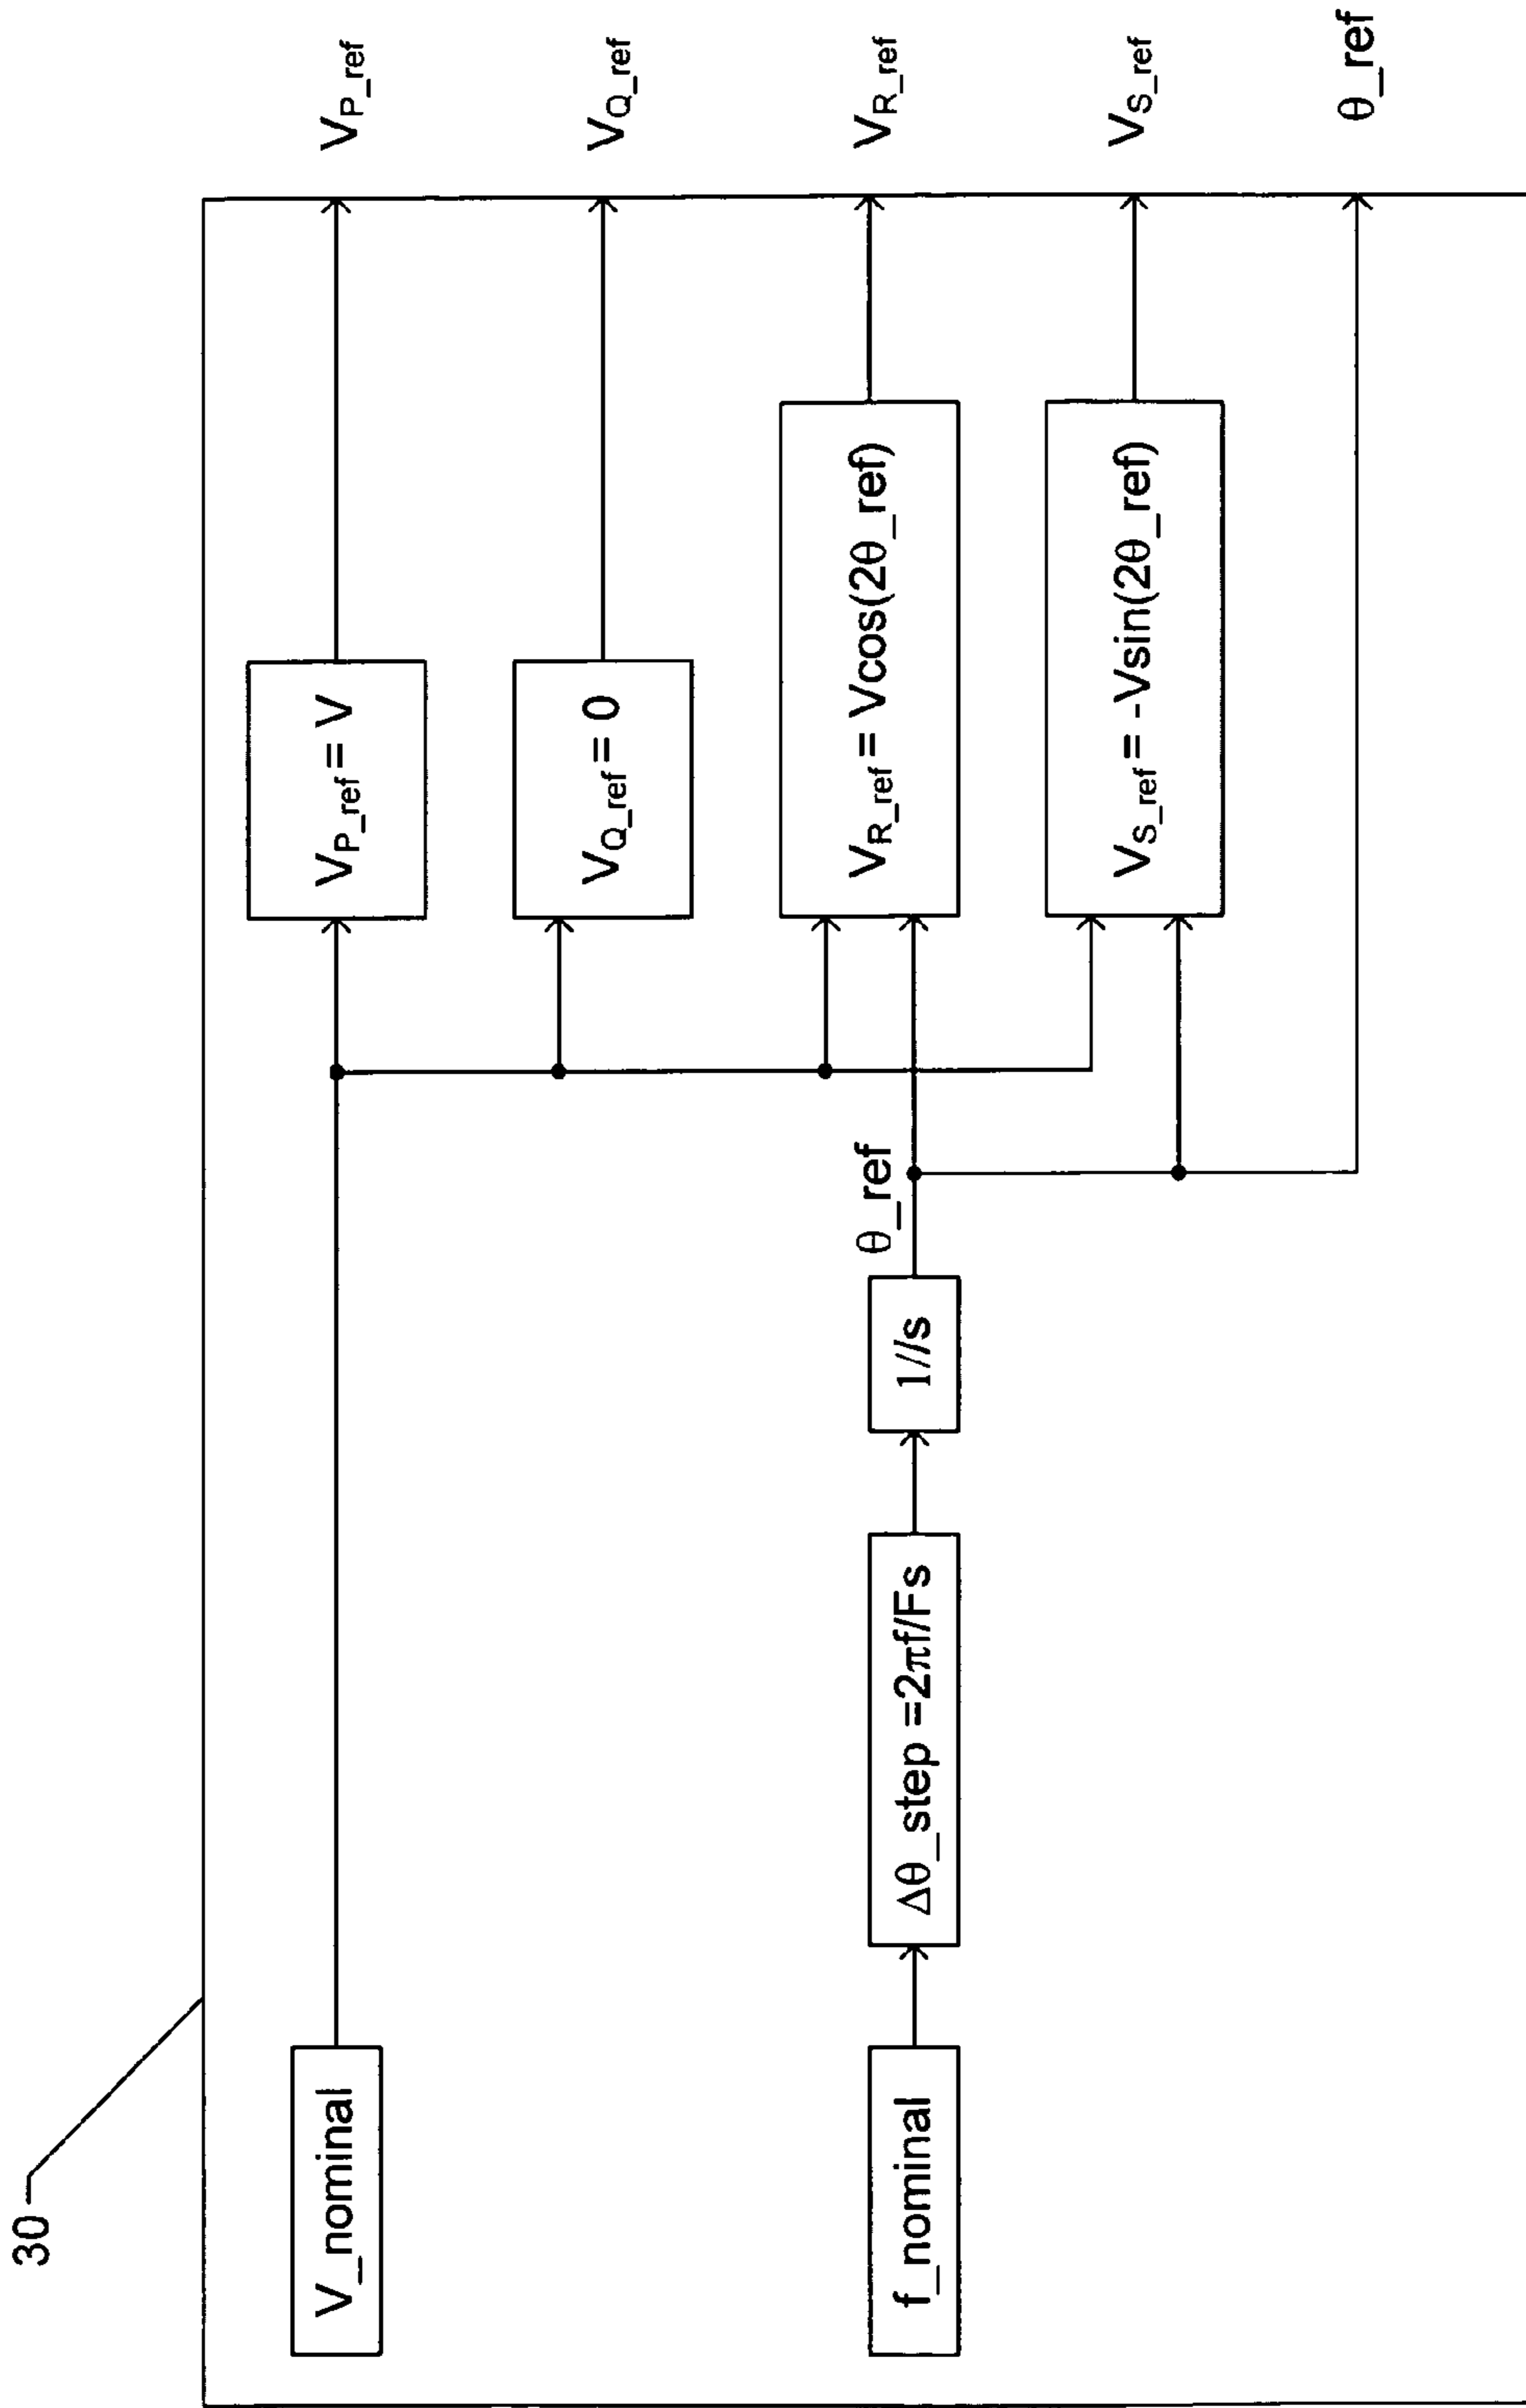 30
V_nominal
V_P_ref = V
V_P_ref
V_Q_ref = 0
V_Q_ref
f_nominal
Δθ_step =2πf/Fs
1//s
θ_ref
V_R_ref = Vcos(2θ_ref)
V_R_ref
V_S_ref = -Vsin(2θ_ref)
V_S_ref
θ_ref